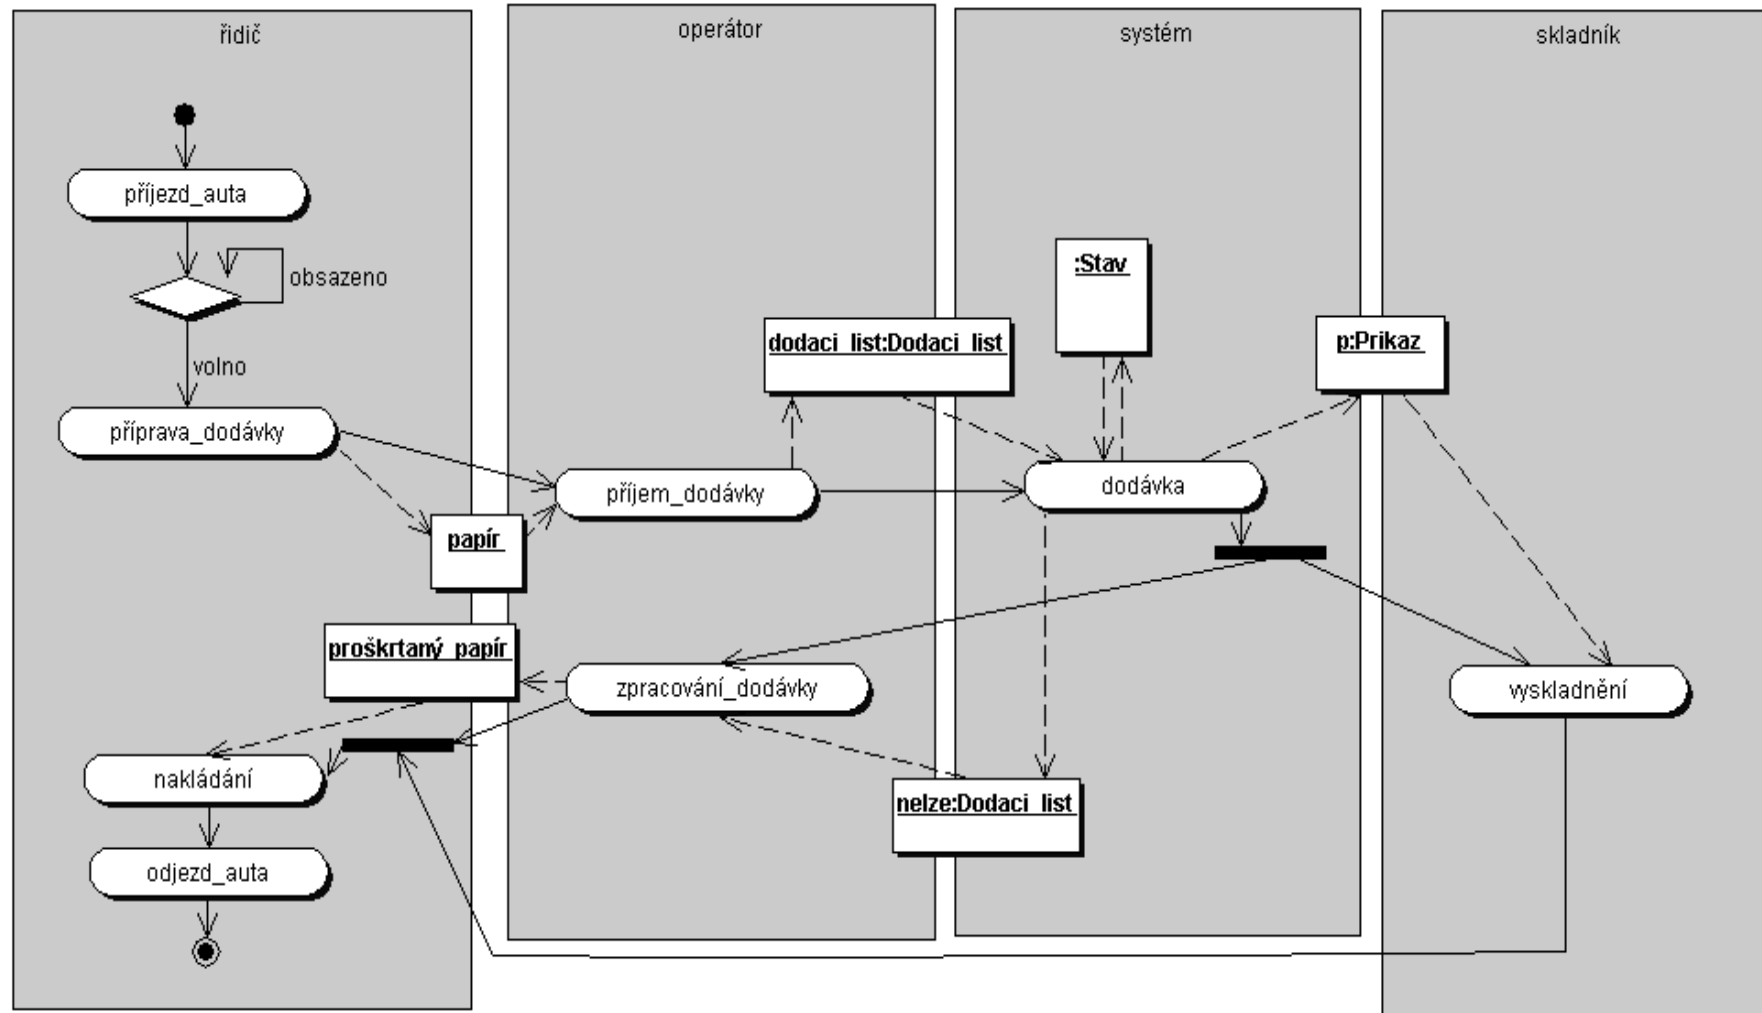 řidič
operátor
systém
skladník
příjezd_auta
obsazeno
:Stav
dodaci_list:Dodaci_list
p:Prikaz
volno
příprava_dodávky
příjem_dodávky
dodávka
papír
proškrtaný_papír
zpracování_dodávky
vyskladnění
nakládání
nelze:Dodaci_list
odjezd_auta